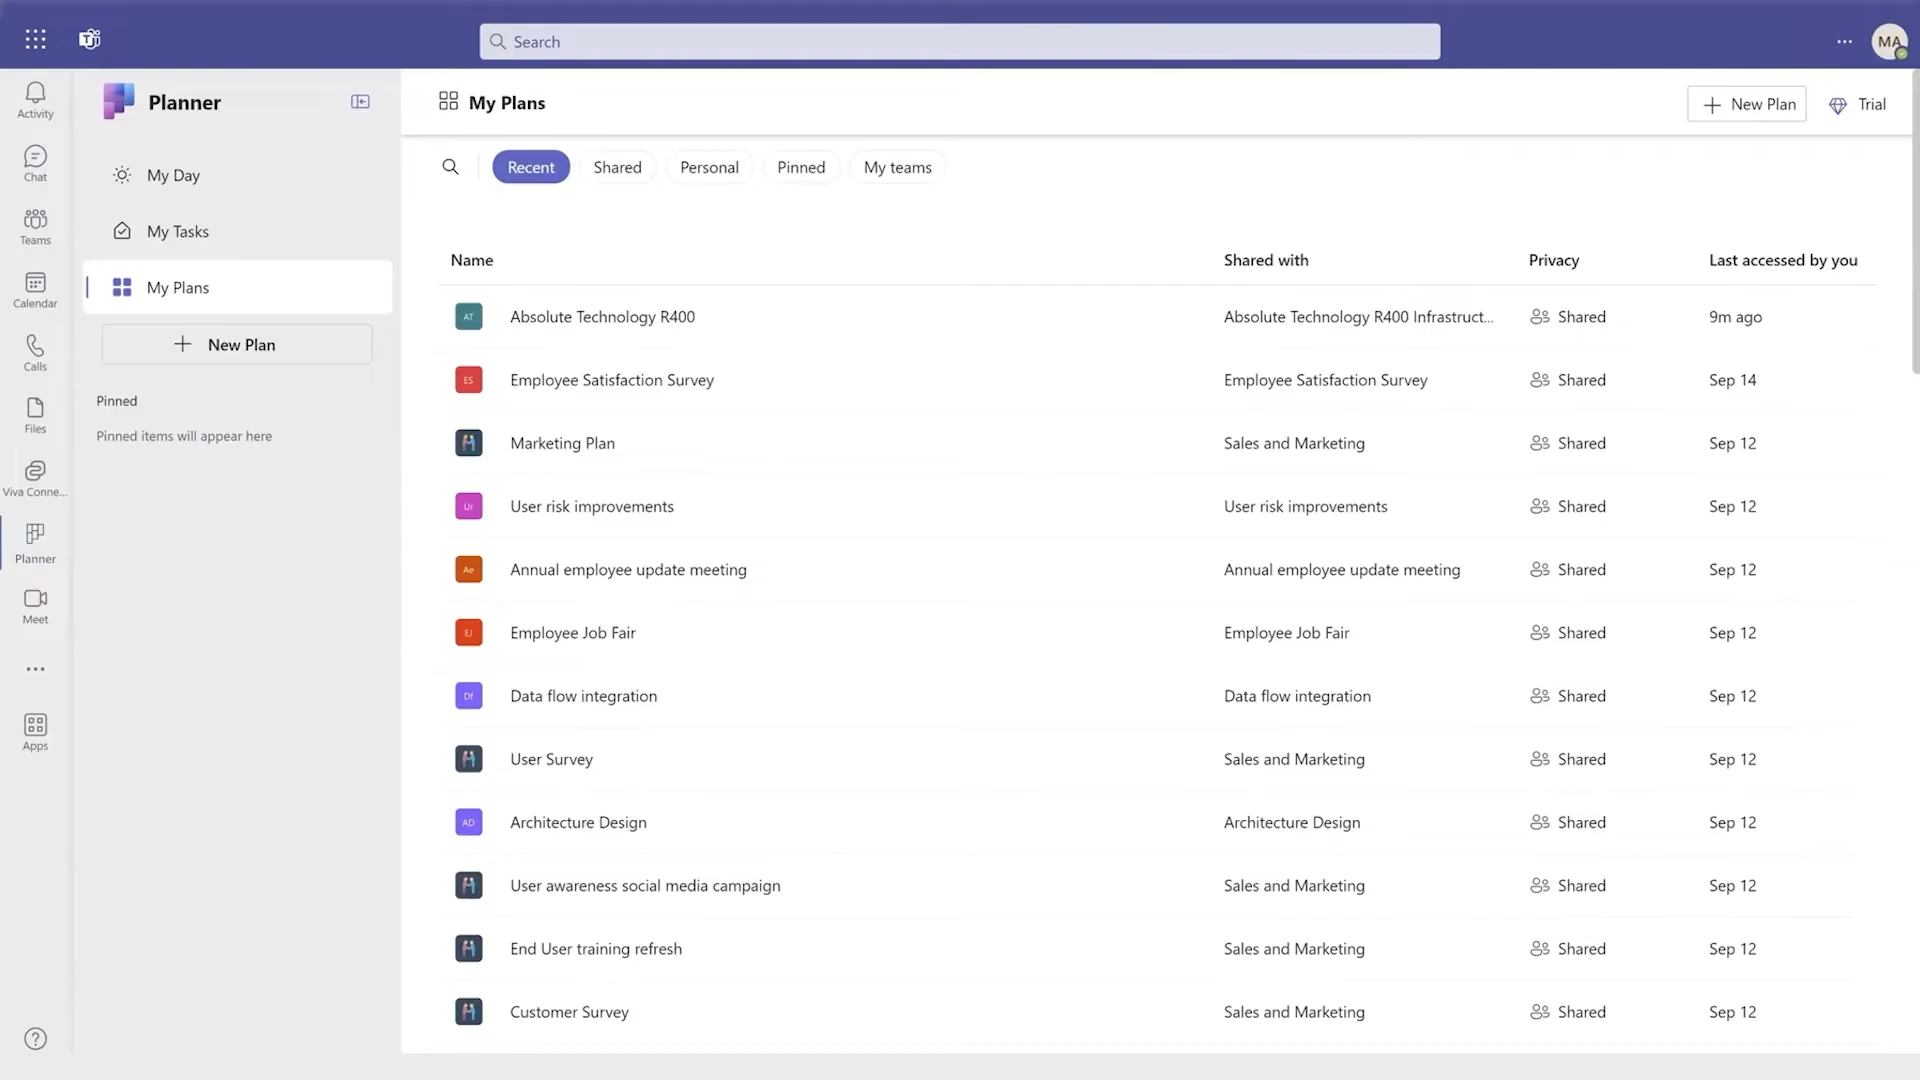 Search
MA
Activity
Chat
Teams
Calendar
Calls
Files
Viva Conne...
Planner
Meet
Apps
Planner
My Day
My Tasks
My Plans
New Plan
Pinned
Pinned items will appear here
My Plans
New Plan
Trial
Recent Shared Personal Pinned My teams
Name Shared with Privacy Last accessed by you
AT Absolute Technology R400 Absolute Technology R400 Infrastruct... Shared 9m ago
ES Employee Satisfaction Survey Employee Satisfaction Survey Shared Sep 14
Marketing Plan Sales and Marketing Shared Sep 12
Ur User risk improvements User risk improvements Shared Sep 12
Ae Annual employee update meeting Annual employee update meeting Shared Sep 12
EJ Employee Job Fair Employee Job Fair Shared Sep 12
Df Data flow integration Data flow integration Shared Sep 12
User Survey Sales and Marketing Shared Sep 12
AD Architecture Design Architecture Design Shared Sep 12
User awareness social media campaign Sales and Marketing Shared Sep 12
End User training refresh Sales and Marketing Shared Sep 12
Customer Survey Sales and Marketing Shared Sep 12